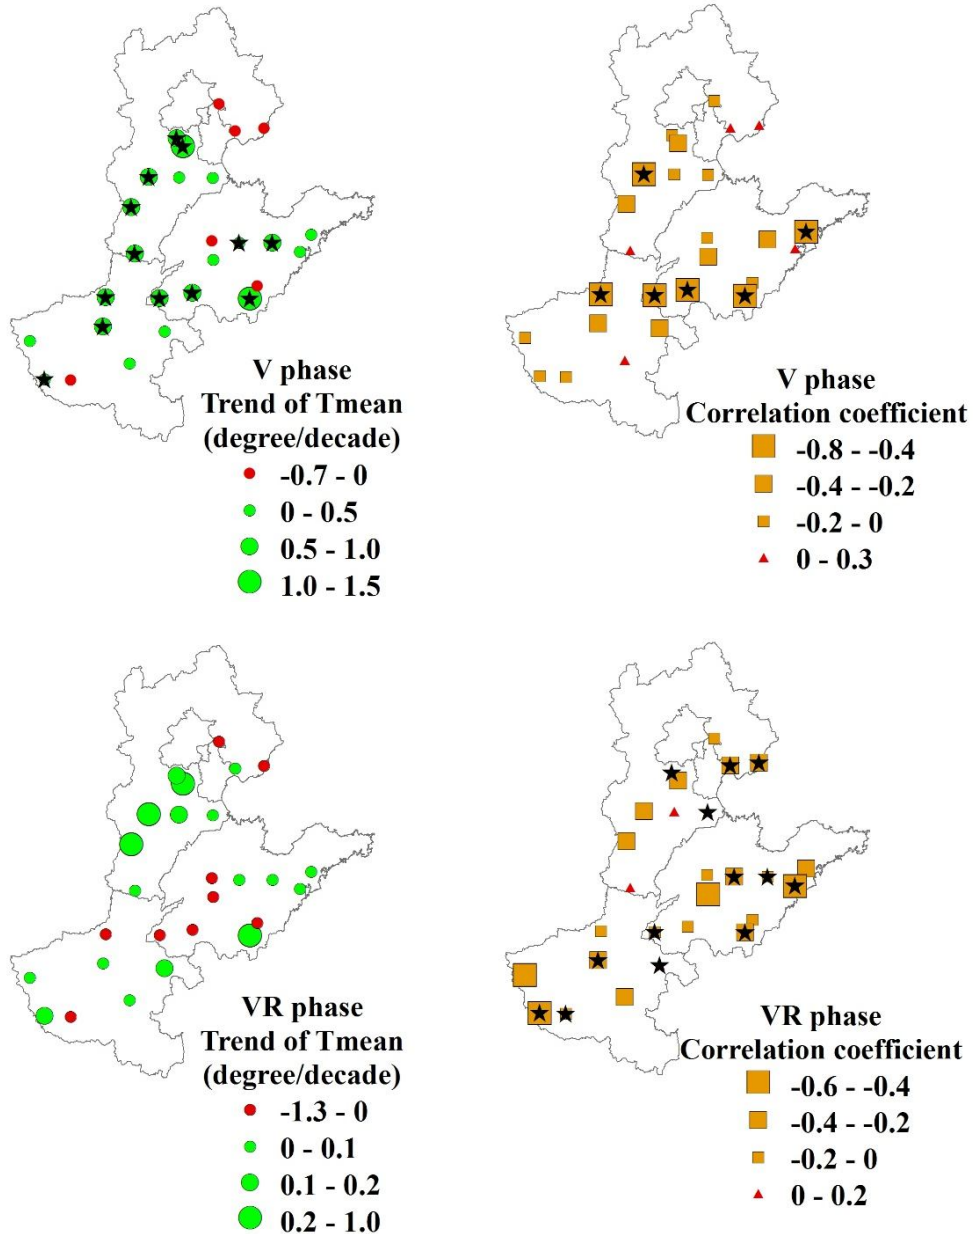 V phase
Trend of Tmean
(degree/decade)
-0.7 - 0
0 - 0.5
0.5 - 1.0
1.0 - 1.5
V phase
Correlation coefficient
-0.8 - -0.4
-0.4 - -0.2
-0.2 - 0
0 - 0.3
VR phase
Trend of Tmean
(degree/decade)
-1.3 - 0
0 - 0.1
0.1 - 0.2
0.2 - 1.0
VR phase
Correlation coefficient
-0.6 - -0.4
-0.4 - -0.2
-0.2 - 0
0 - 0.2